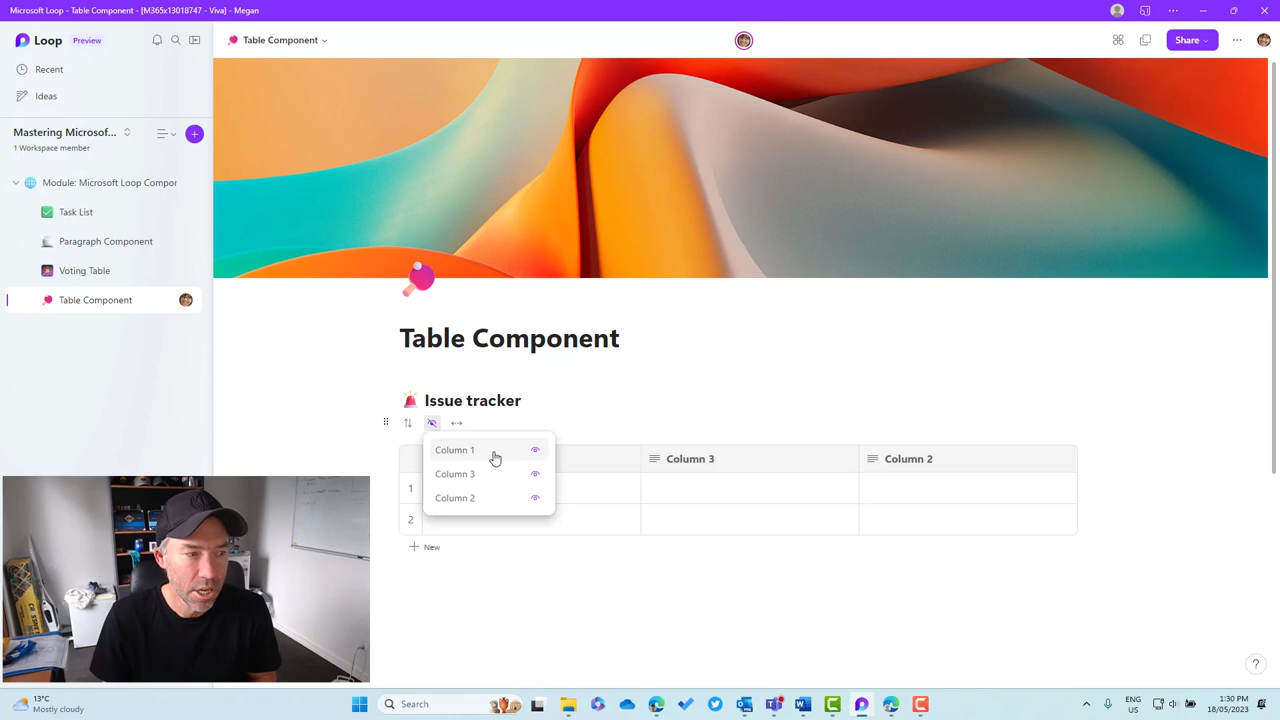 Microsoft Loop - Table Component - [M365x13018747 - Viva] - Megan
Loop Preview
Table Component
Share
Recent
Ideas
Mastering Microsof...
1 Workspace member
Module: Microsoft Loop Compor
Task List
Paragraph Component
Voting Table
Table Component
Table Component
Issue tracker
Column 1
Column 3
Column 2
Column 3
Column 2
1
2
New
?
13°C
Mostly cloudy
Search
ENG
US
1:30 PM
18/05/2023